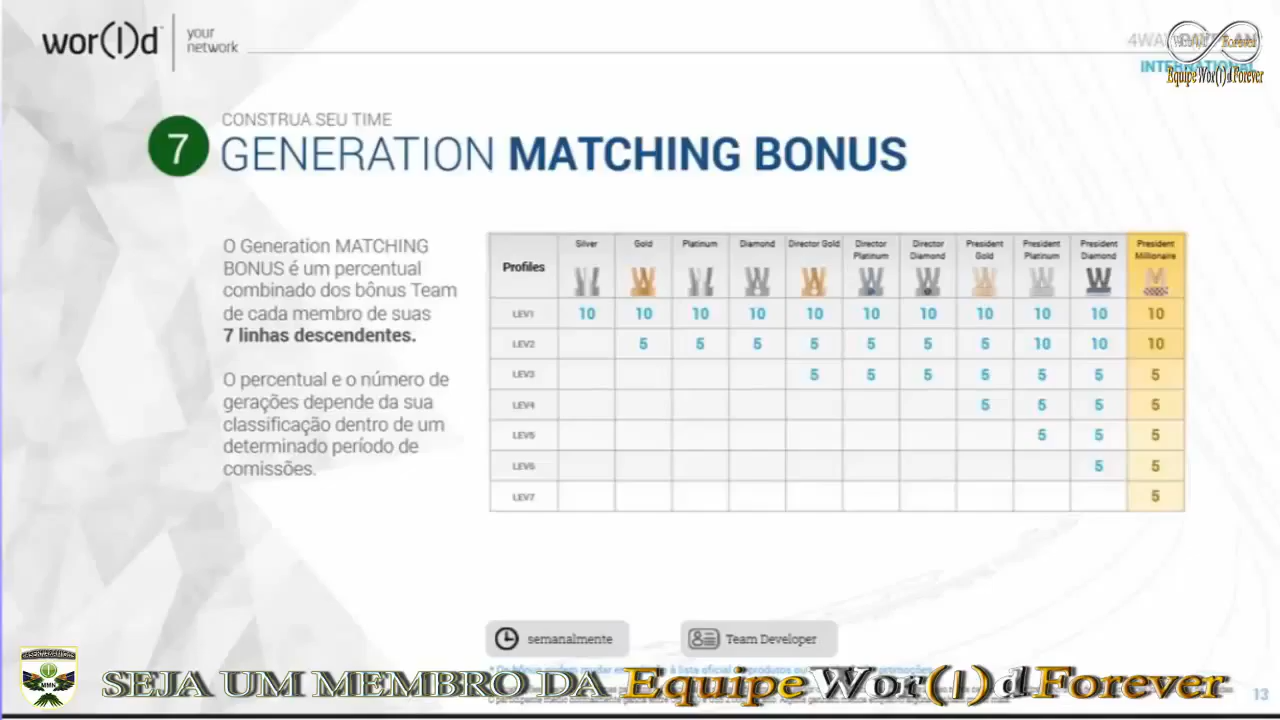 wor(l)d
your
network
INTERNATIONAL
Equipe Wor(l)d Forever
7
CONSTRUA SEU TIME
GENERATION MATCHING BONUS
O Generation MATCHING
BONUS é um percentual
combinado dos bônus Team
de cada membro de suas
7 linhas descendentes.
O percentual e o número de
gerações depende da sua
classificação dentro de um
determinado período de
comissões.
Profiles Silver Gold Platinum Diamond Director Gold Director Platinum Director Diamond President Gold President Platinum President Diamond President Millionaire
LEV1 10 10 10 10 10 10 10 10 10 10 10
LEV2 5 5 5 5 5 5 5 10 10 10
LEV3 5 5 5 5 5 5 5
LEV4 5 5 5 5
LEV5 5 5 5
LEV6 5 5
LEV7 5
semanalmente
Team Developer
SEJA UM MEMBRO DA Equipe Wor(l)d Forever
13